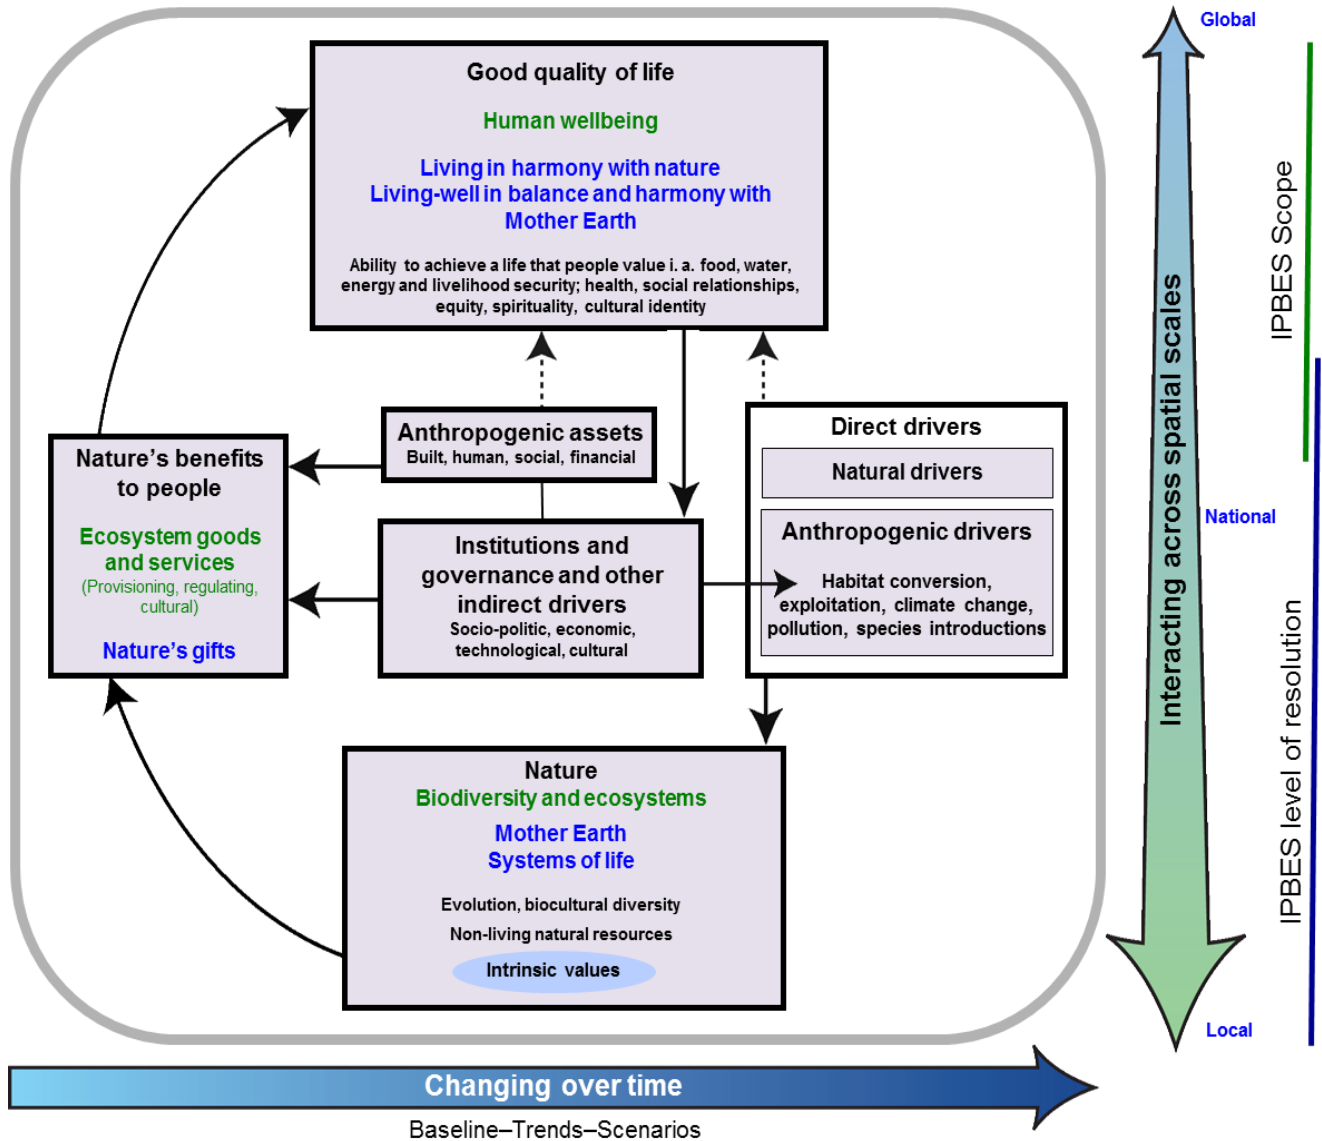 Global
Good quality of life
Human wellbeing
Living in harmony with nature
Living-well in balance and harmony with
Mother Earth
Ability to achieve a life that people value i. a. food, water,
energy and livelihood security; health, social relationships,
equity, spirituality, cultural identity
IPBES Scope
Interacting across spatial scales
Anthropogenic assets
Built, human, social, financial
Direct drivers
Natural drivers
Anthropogenic drivers
Habitat conversion,
exploitation, climate change,
pollution, species introductions
Nature's benefits
to people
Ecosystem goods
and services
(Provisioning, regulating,
cultural)
Nature's gifts
Institutions and
governance and other
indirect drivers
Socio-politic, economic,
technological, cultural
National
IPBES level of resolution
Nature
Biodiversity and ecosystems
Mother Earth
Systems of life
Evolution, biocultural diversity
Non-living natural resources
Intrinsic values
Local
Changing over time
Baseline–Trends–Scenarios